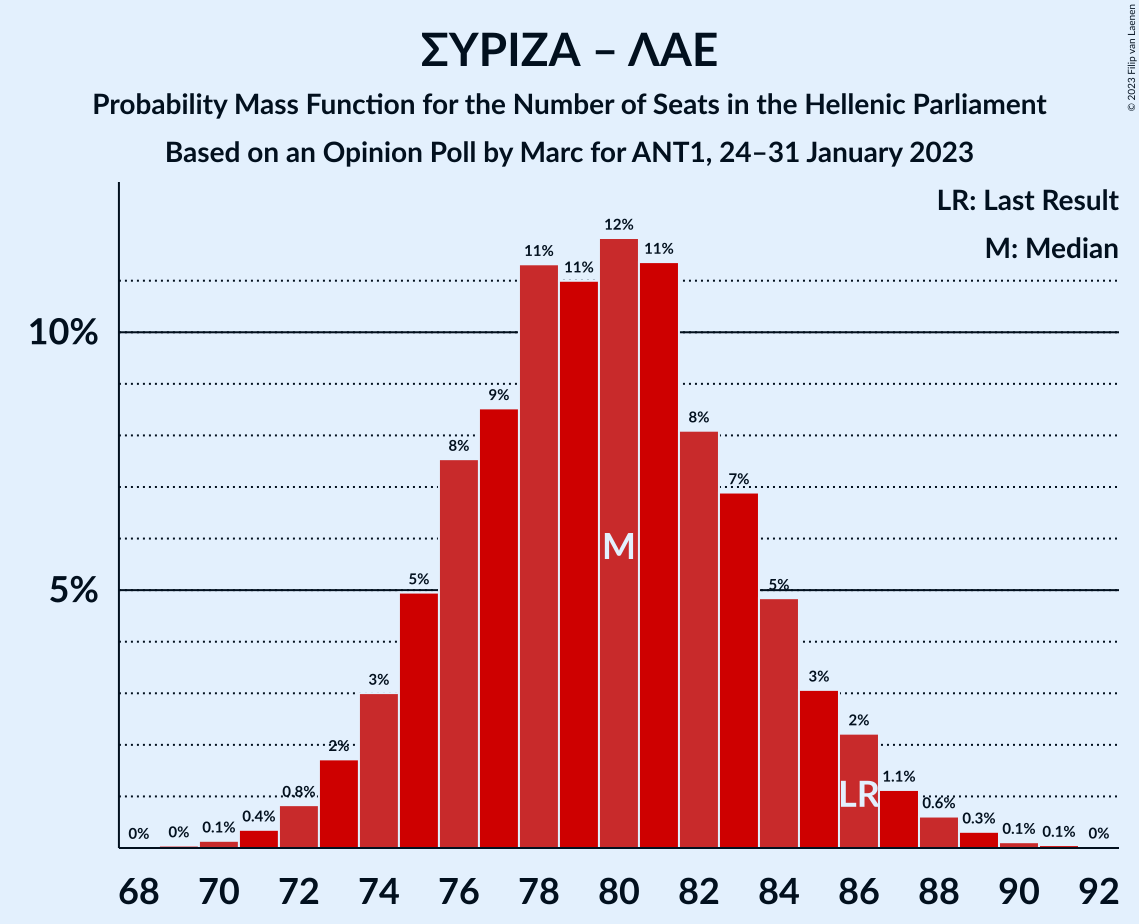 ΣΥΡΙΖΑ – ΛΑΕ
Probability Mass Function for the Number of Seats in the Hellenic Parliament
Based on an Opinion Poll by Marc for ANT1, 24–31 January 2023
© 2023 Filip van Laenen
LR: Last Result
M: Median
10%
5%
0% 0% 0.1% 0.4% 0.8% 2% 3% 5% 8% 9% 11% 11% 12% 11% 8% 7% 5% 3% 2% 1.1% 0.6% 0.3% 0.1% 0.1% 0%
M
LR
68 70 72 74 76 78 80 82 84 86 88 90 92